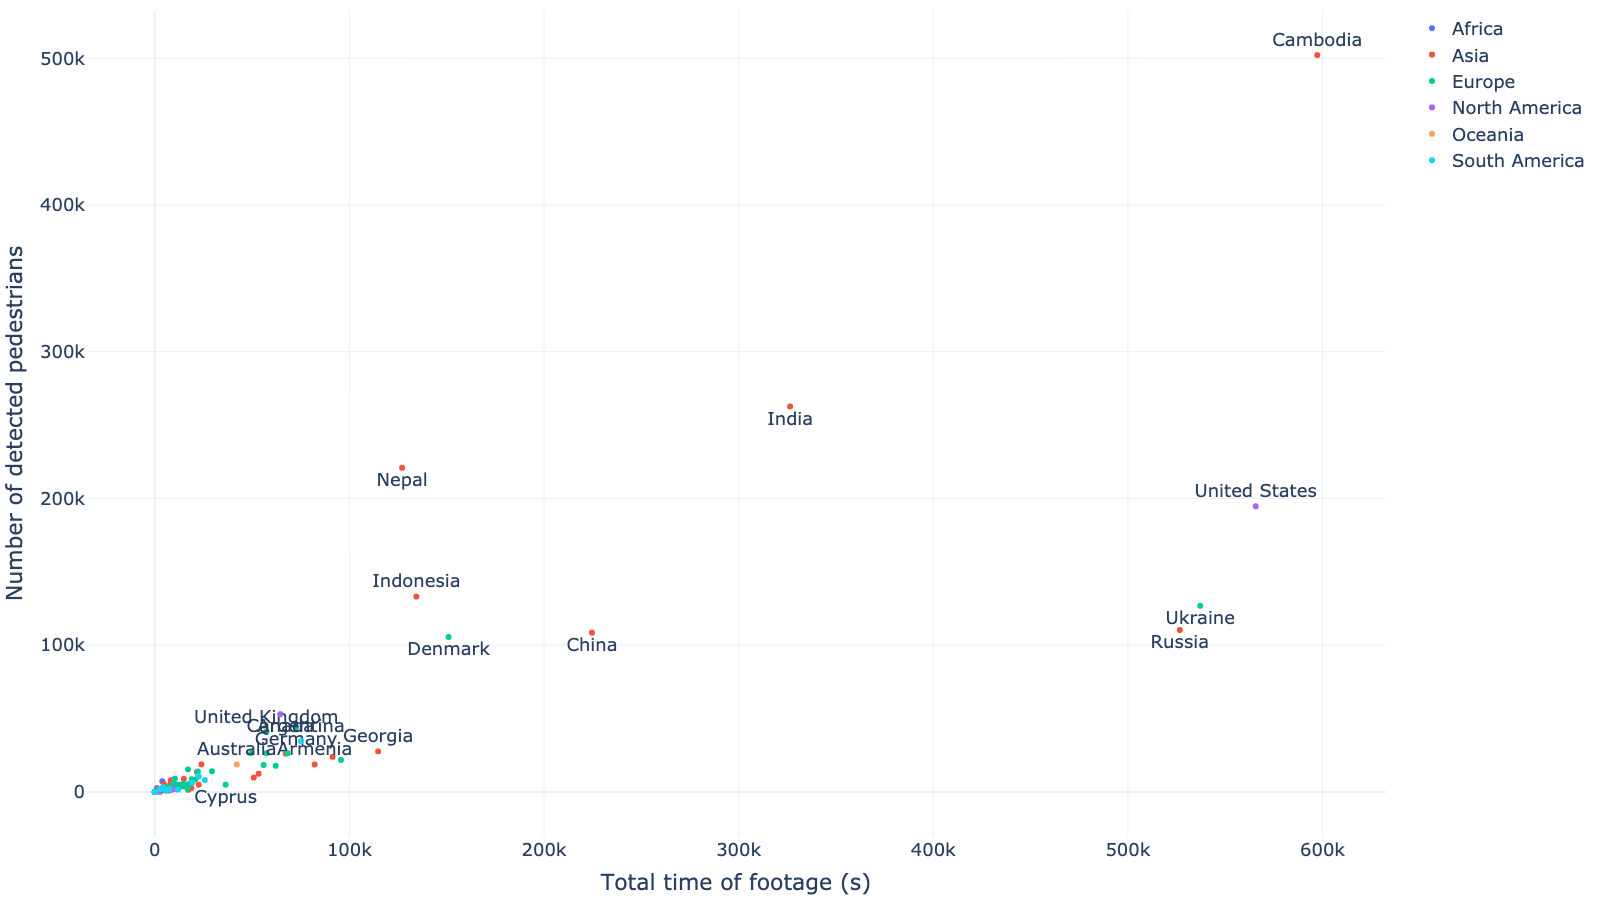 Cambodia
India
Nepal
United States
Indonesia
Ukraine
Russia
China
Denmark
United Kingdom
Canada
Argentina
Germany
Georgia
Australia
Armenia
Cyprus
500k
400k
300k
200k
100k
0
Number of detected pedestrians
0
100k
200k
300k
400k
500k
600k
Total time of footage (s)
Africa
Asia
Europe
North America
Oceania
South America